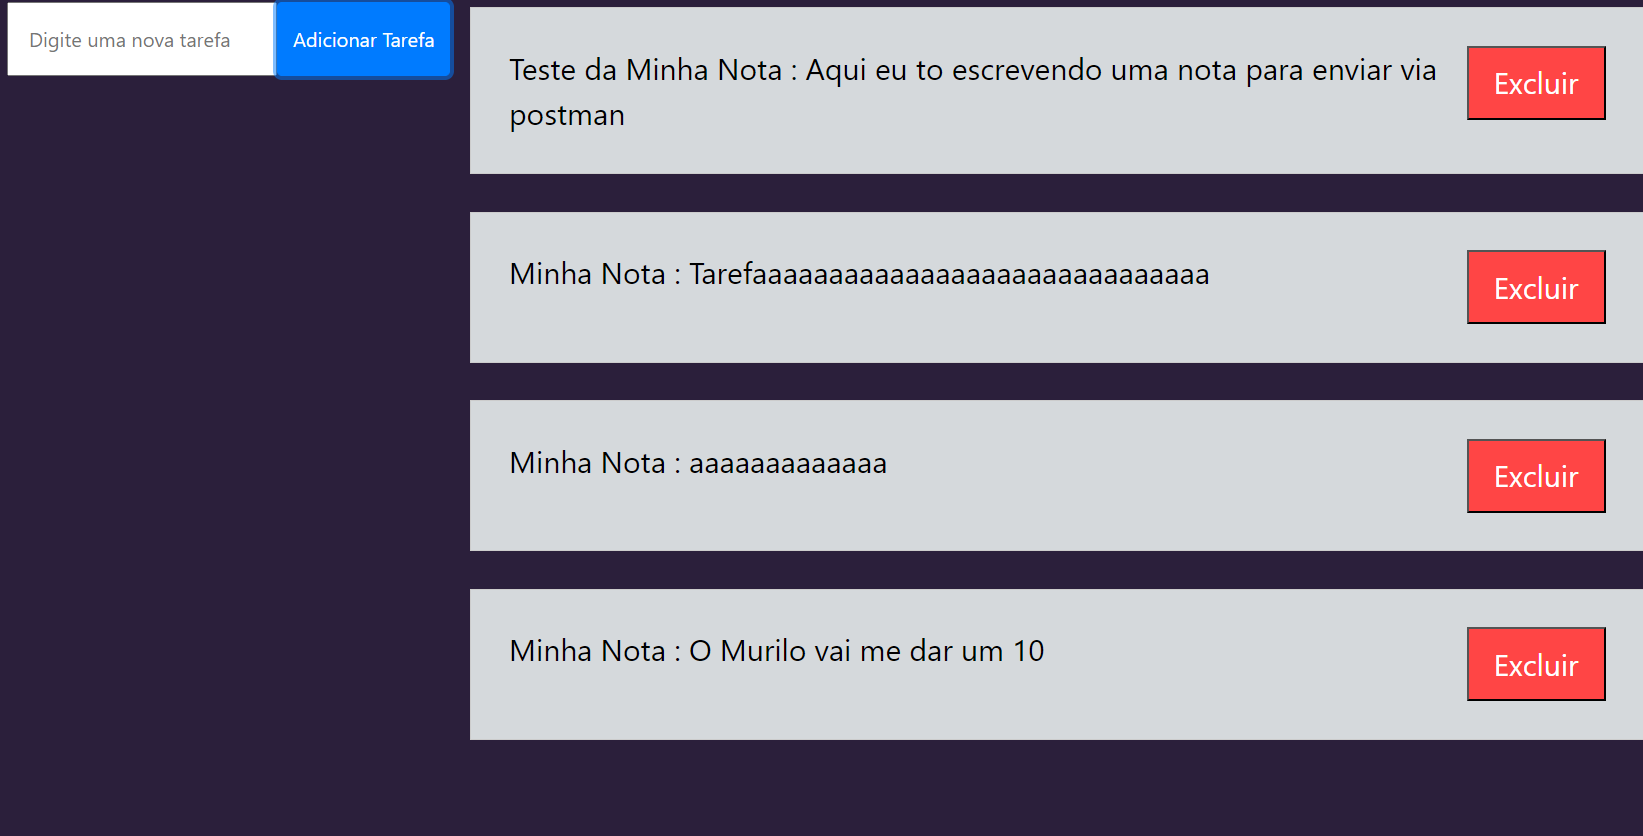 Digite uma nova tarefa
Adicionar Tarefa
Teste da Minha Nota : Aqui eu to escrevendo uma nota para enviar via
postman
Excluir
Minha Nota : Tarefaaaaaaaaaaaaaaaaaaaaaaaaaaaaaaa
Excluir
Minha Nota : aaaaaaaaaaaaa
Excluir
Minha Nota : O Murilo vai me dar um 10
Excluir